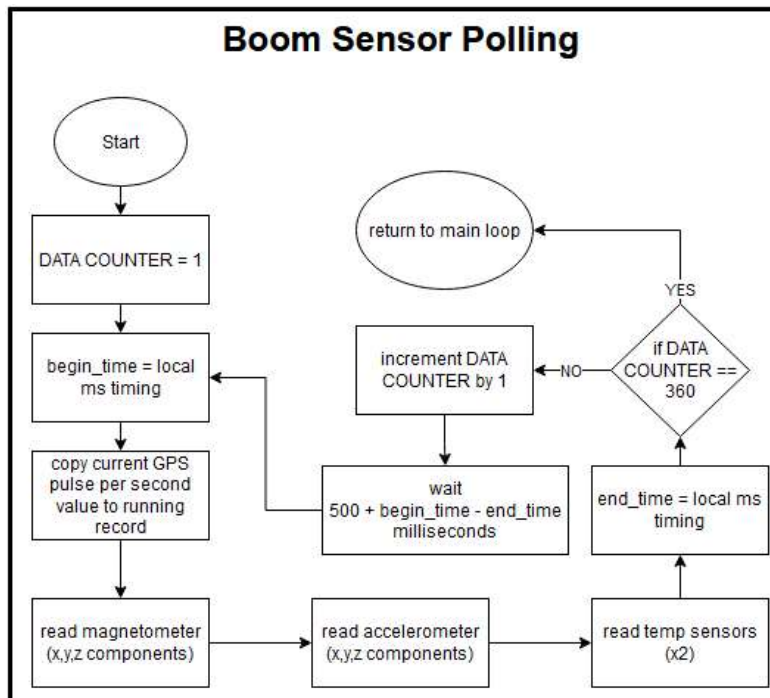 Boom Sensor Polling
Start
DATA COUNTER = 1
begin_time = local
ms timing
copy current GPS
pulse per second
value to running
record
read magnetometer
(x,y,z components)
read accelerometer
(x,y,z components)
read temp sensors
(x2)
end_time = local ms
timing
if DATA
COUNTER ==
360
YES
return to main loop
NO
increment DATA
COUNTER by 1
wait
500 + begin_time - end_time
milliseconds